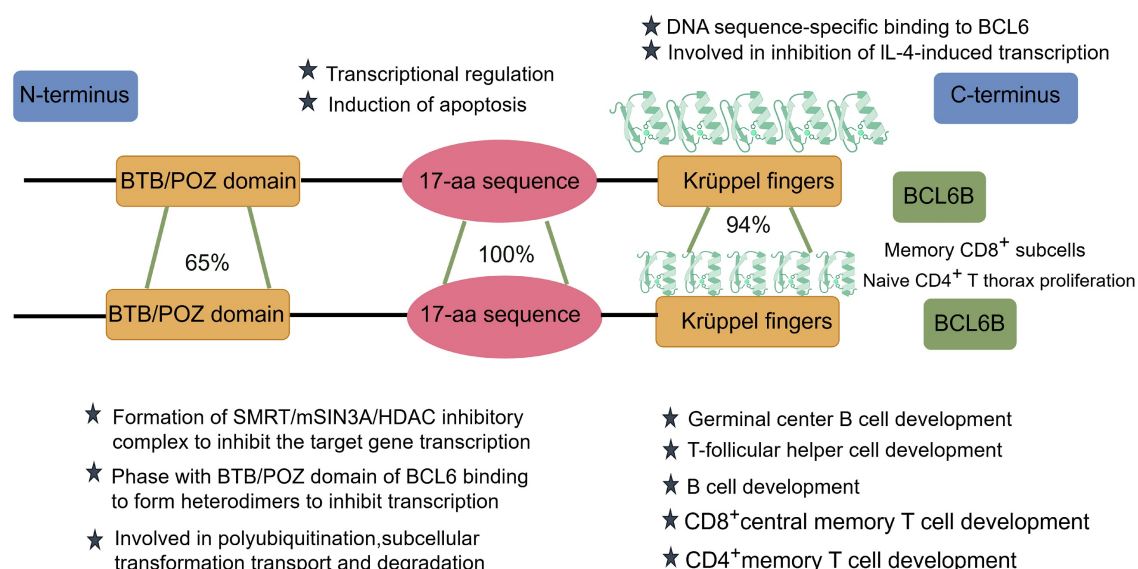 DNA sequence-specific binding to BCL6
Involved in inhibition of IL-4-induced transcription
N-terminus
Transcriptional regulation
Induction of apoptosis
C-terminus
BTB/POZ domain
17-aa sequence
Krüppel fingers
BCL6B
65%
100%
94%
Memory CD8+ subcells
Naive CD4+ T thorax proliferation
BTB/POZ domain
17-aa sequence
Krüppel fingers
BCL6B
Formation of SMRT/mSIN3A/HDAC inhibitory
complex to inhibit the target gene transcription
Phase with BTB/POZ domain of BCL6 binding
to form heterodimers to inhibit transcription
Involved in polyubiquitination,subcellular
transformation transport and degradation
Germinal center B cell development
T-follicular helper cell development
B cell development
CD8+central memory T cell development
CD4+memory T cell development